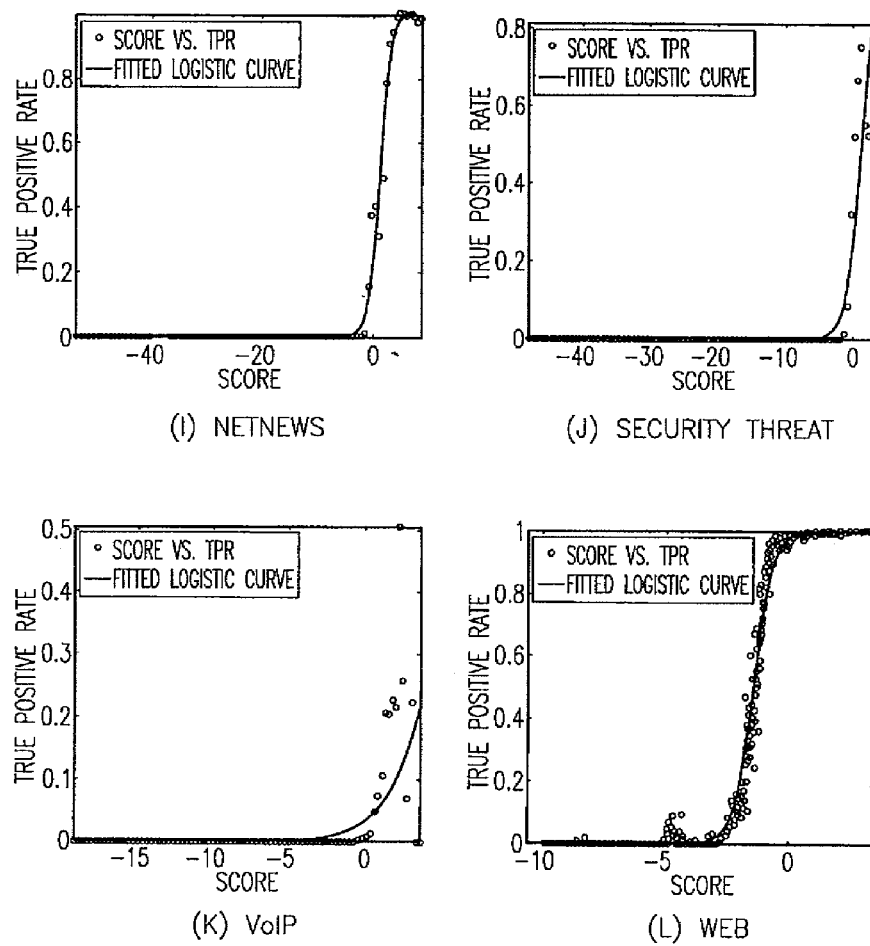 SCORE VS. TPR
FITTED LOGISTIC CURVE
TRUE POSITIVE RATE
0.8
0.6
0.4
0.2
0
-40
-20
0
SCORE
(I) NETNEWS
0.8
SCORE VS. TPR
FITTED LOGISTIC CURVE
TRUE POSITIVE RATE
0.6
0.4
0.2
0
-40
-30
-20
-10
0
SCORE
(J) SECURITY THREAT
0.5
SCORE VS. TPR
FITTED LOGISTIC CURVE
TRUE POSITIVE RATE
0.4
0.3
0.2
0.1
0
-15
-10
-5
0
SCORE
(K) VoIP
1
SCORE VS. TPR
FITTED LOGISTIC CURVE
TRUE POSITIVE RATE
0.8
0.6
0.4
0.2
0
-10
-5
0
SCORE
(L) WEB